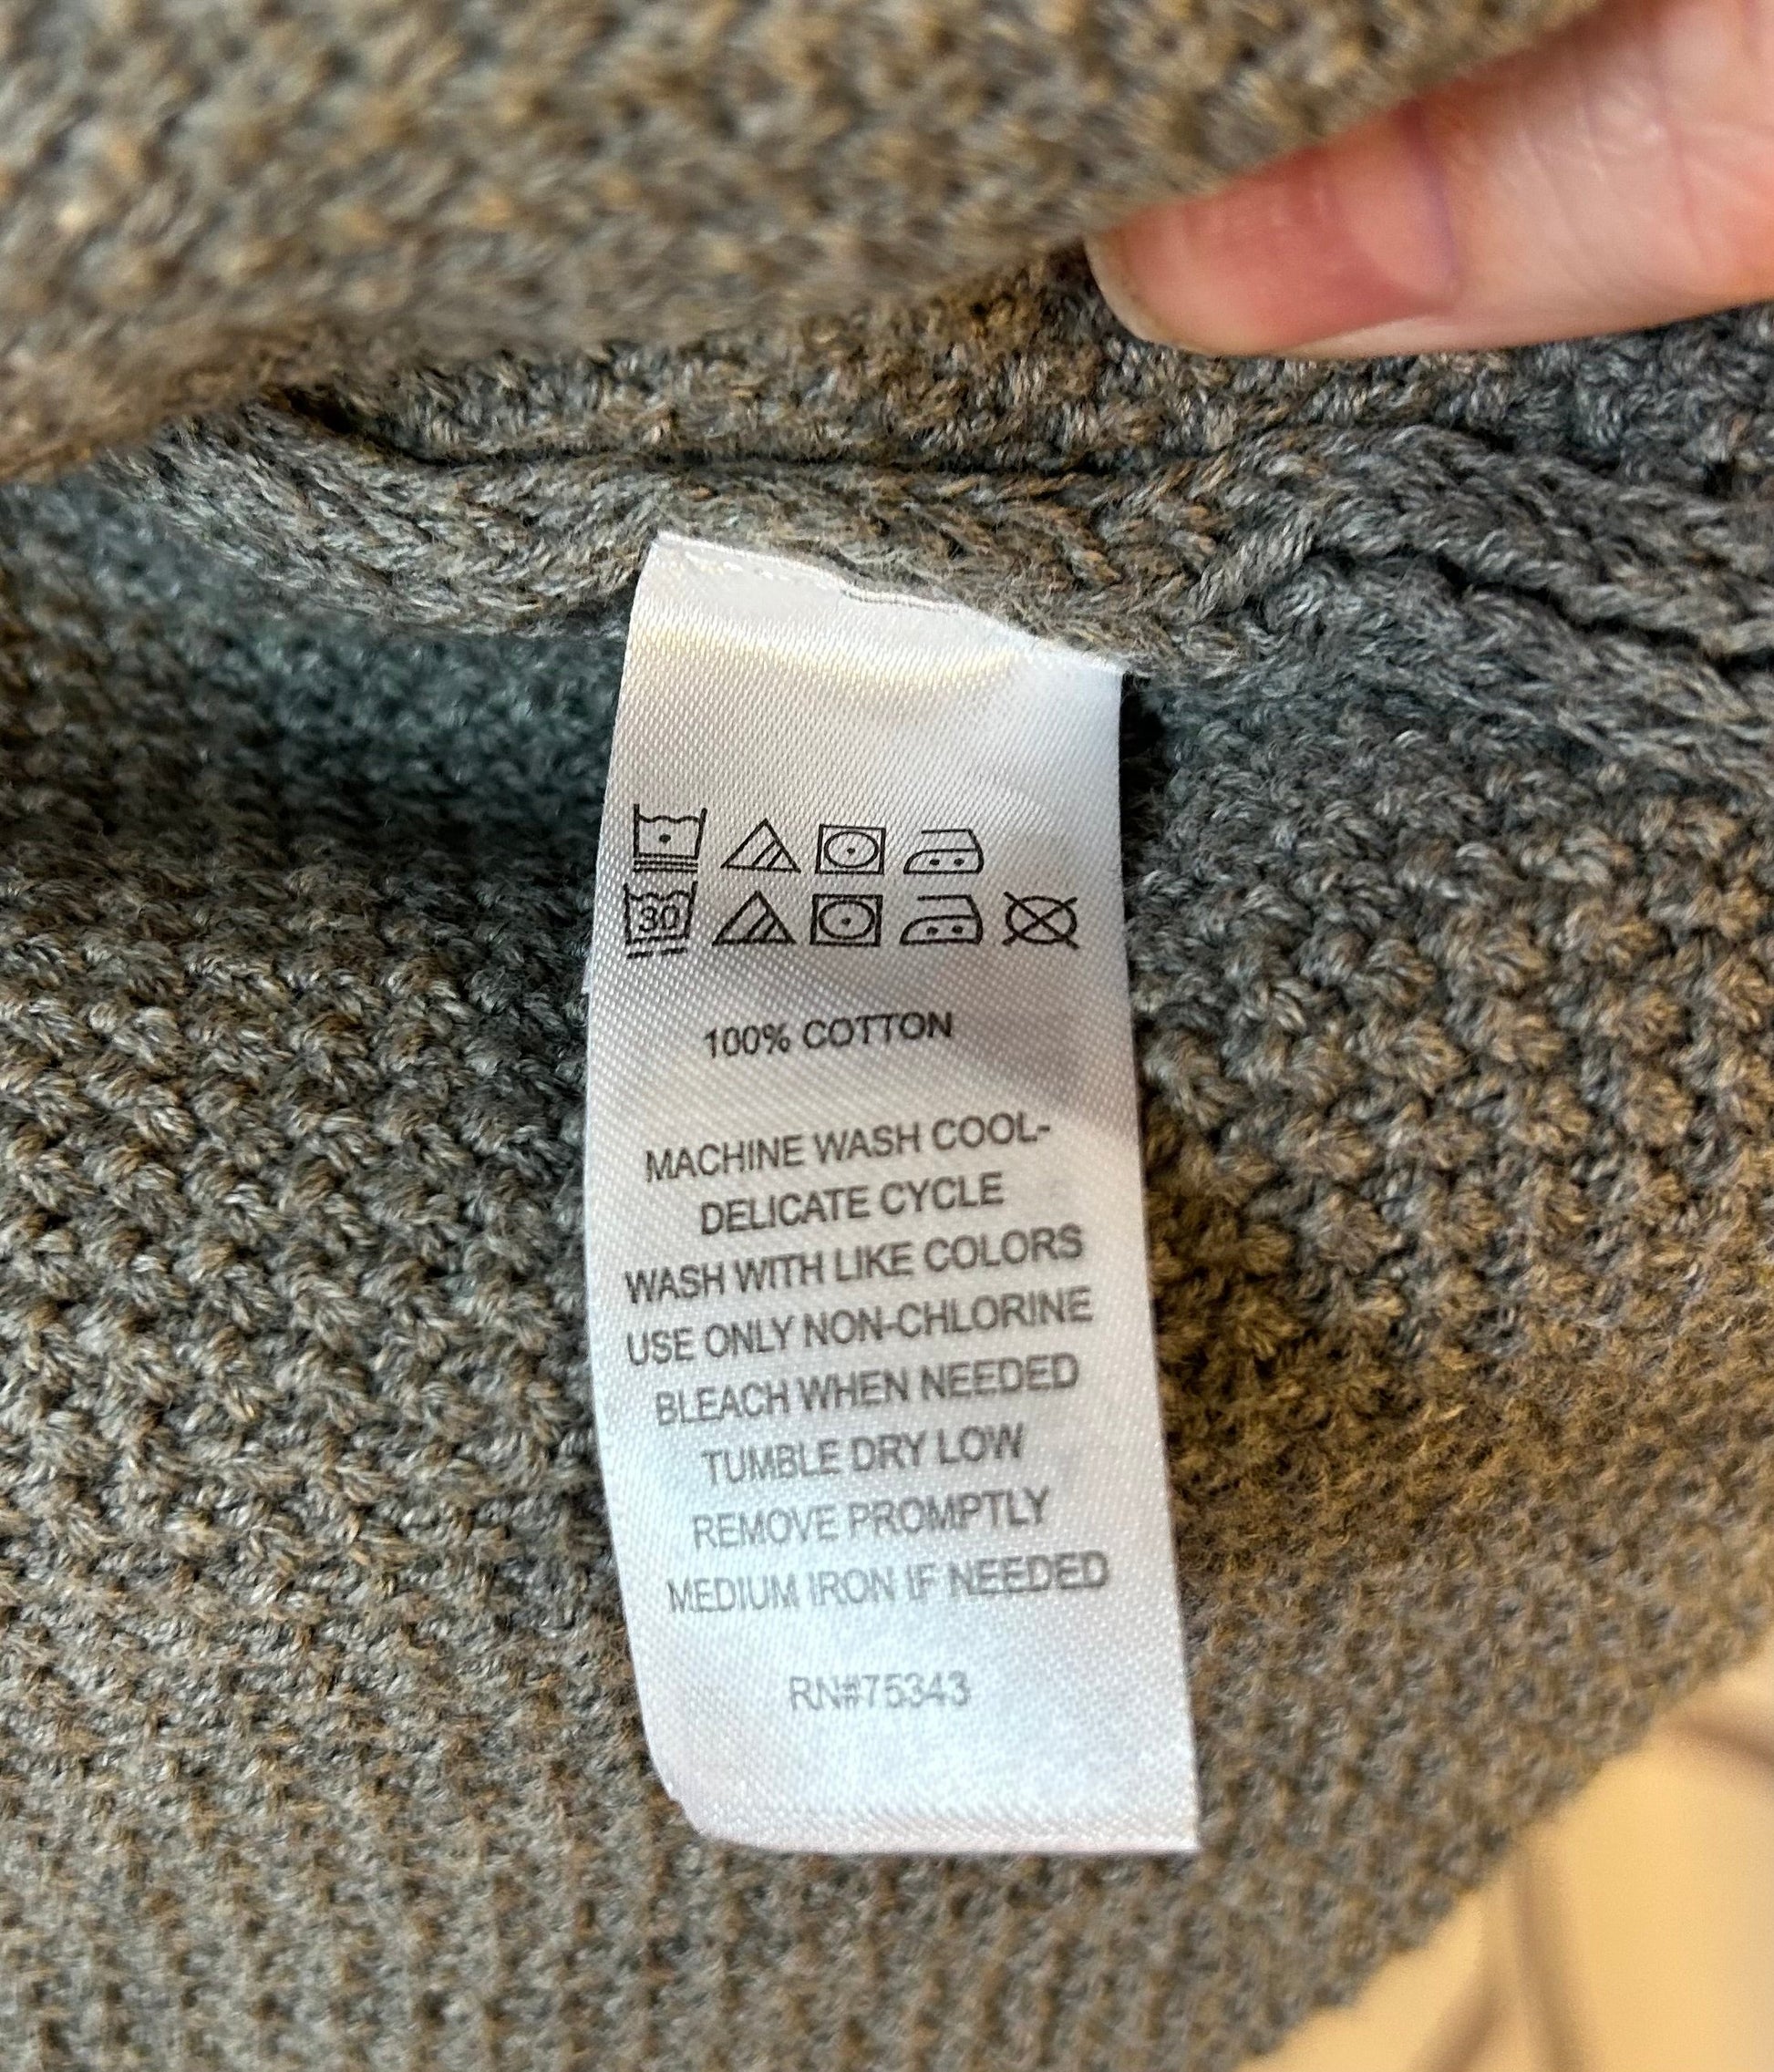 30
100% COTTON
MACHINE WASH COOL-
DELICATE CYCLE
WASH WITH LIKE COLORS
USE ONLY NON-CHLORINE
BLEACH WHEN NEEDED
TUMBLE DRY LOW
REMOVE PROMPTLY
MEDIUM IRON IF NEEDED
RN#75343